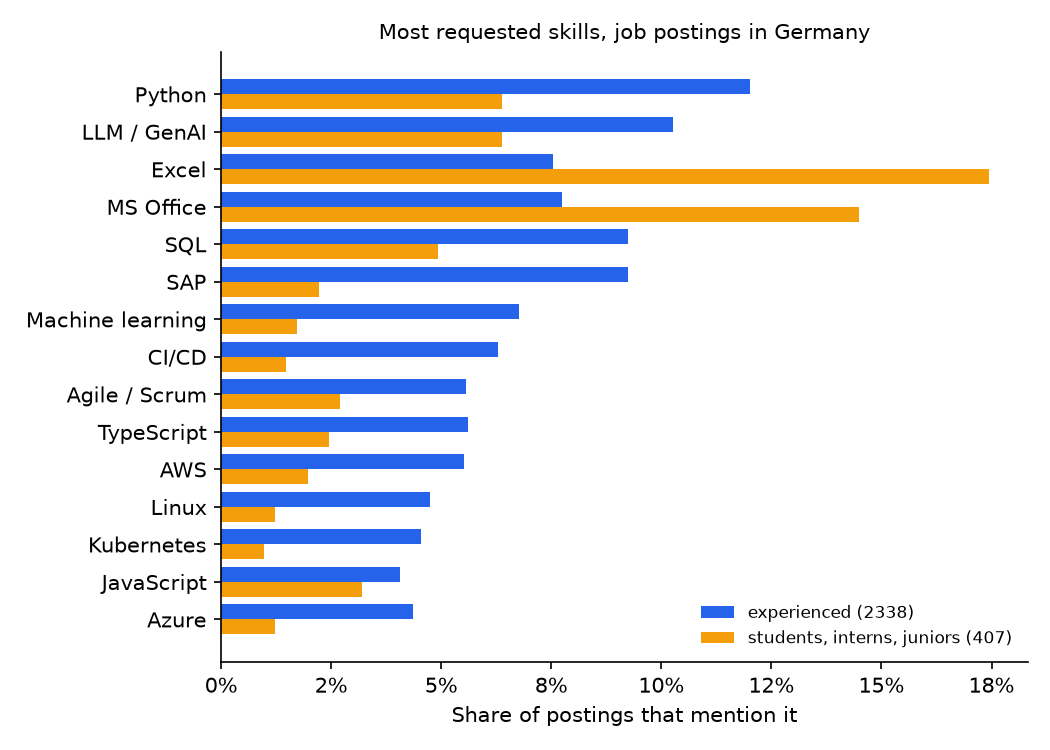 Most requested skills, job postings in Germany
Python
LLM / GenAI
Excel
MS Office
SQL
SAP
Machine learning
CI/CD
Agile / Scrum
TypeScript
AWS
Linux
Kubernetes
JavaScript
Azure
experienced (2338)
students, interns, juniors (407)
0% 2% 5% 8% 10% 12% 15% 18%
Share of postings that mention it